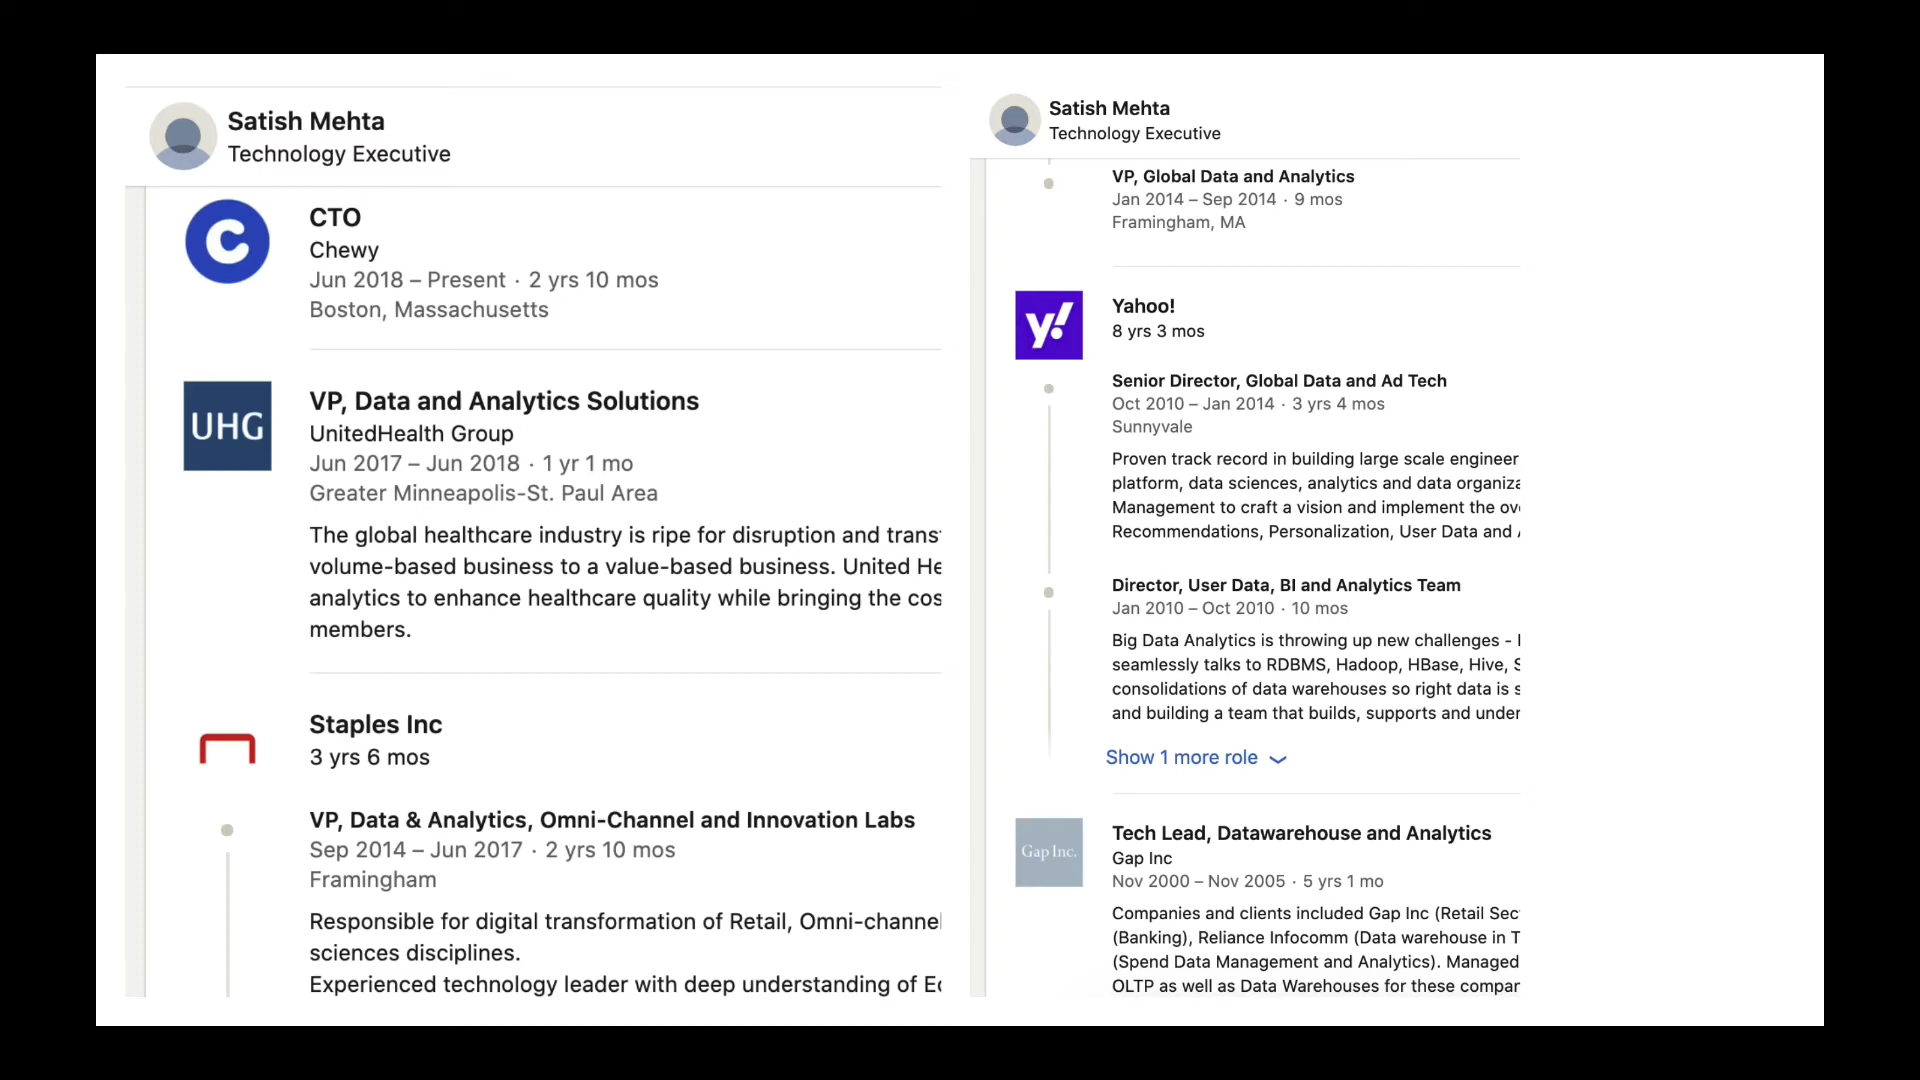 Satish Mehta
Technology Executive
CTO
Chewy
Jun 2018 – Present · 2 yrs 10 mos
Boston, Massachusetts
UHG
VP, Data and Analytics Solutions
UnitedHealth Group
Jun 2017 – Jun 2018 · 1 yr 1 mo
Greater Minneapolis-St. Paul Area
The global healthcare industry is ripe for disruption and trans
volume-based business to a value-based business. United He
analytics to enhance healthcare quality while bringing the cos
members.
Staples Inc
3 yrs 6 mos
VP, Data & Analytics, Omni-Channel and Innovation Labs
Sep 2014 – Jun 2017 · 2 yrs 10 mos
Framingham
Responsible for digital transformation of Retail, Omni-channel
sciences disciplines.
Experienced technology leader with deep understanding of
Satish Mehta
Technology Executive
VP, Global Data and Analytics
Jan 2014 – Sep 2014 · 9 mos
Framingham, MA
y!
Yahoo!
8 yrs 3 mos
Senior Director, Global Data and Ad Tech
Oct 2010 – Jan 2014 · 3 yrs 4 mos
Sunnyvale
Proven track record in building large scale engineer
platform, data sciences, analytics and data organiza
Management to craft a vision and implement the
Recommendations, Personalization, User Data and
Director, User Data, BI and Analytics Team
Jan 2010 – Oct 2010 · 10 mos
Big Data Analytics is throwing up new challenges -
seamlessly talks to RDBMS, Hadoop, HBase, Hive,
consolidations of data warehouses so right data is s
and building a team that builds, supports and under
Show 1 more role
Gap Inc.
Tech Lead, Datawarehouse and Analytics
Gap Inc
Nov 2000 – Nov 2005 · 5 yrs 1 mo
Companies and clients included Gap Inc (Retail Sec
(Banking), Reliance Infocomm (Data warehouse in T
(Spend Data Management and Analytics). Managed
OLTP as well as Data Warehouses for these compar